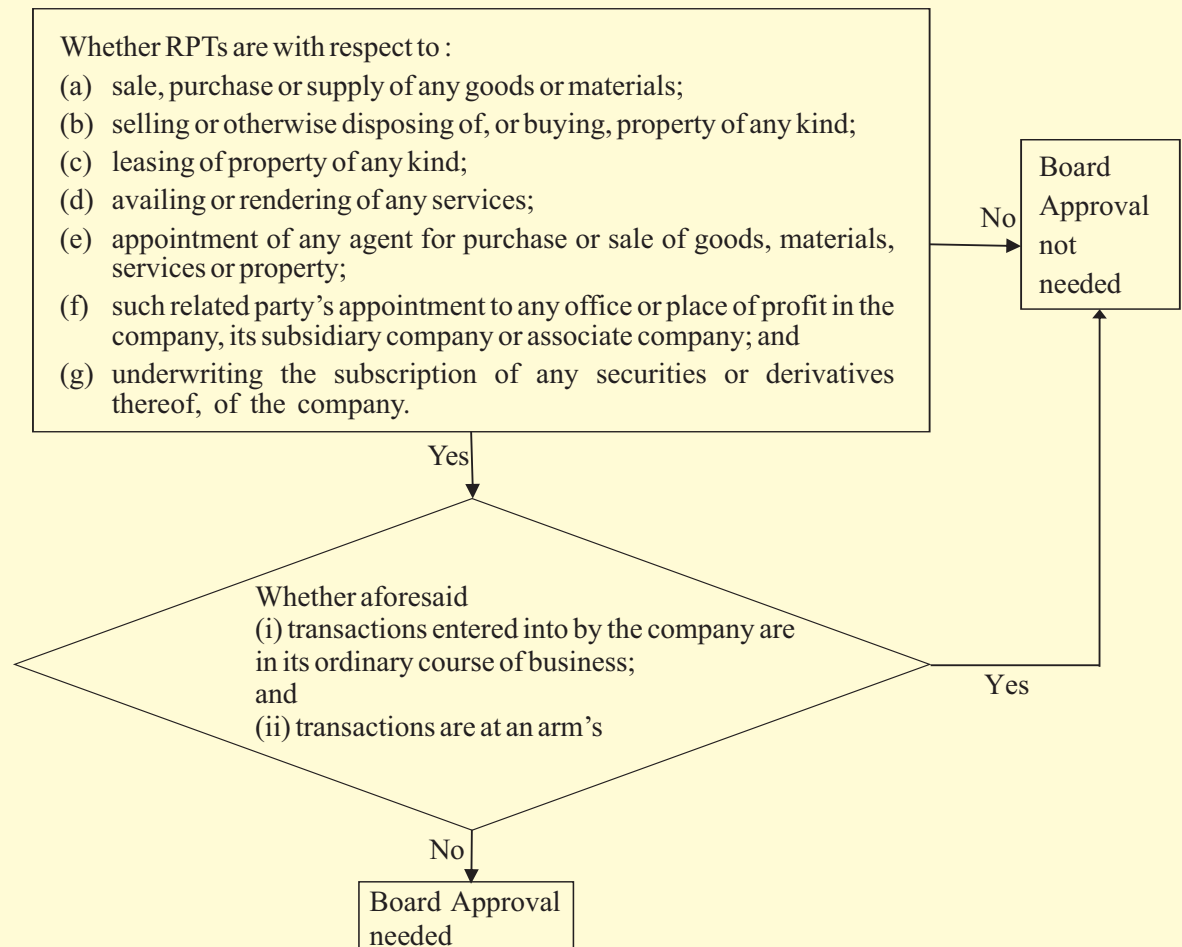 Whether RPTs are with respect to :
(a) sale, purchase or supply of any goods or materials;
(b) selling or otherwise disposing of, or buying, property of any kind;
(c) leasing of property of any kind;
(d) availing or rendering of any services;
(e) appointment of any agent for purchase or sale of goods, materials,
services or property;
(f) such related party’s appointment to any office or place of profit in the
company, its subsidiary company or associate company; and
(g) underwriting the subscription of any securities or derivatives
thereof, of the company.
No
Board
Approval
not
needed
Yes
Whether aforesaid
(i) transactions entered into by the company are
in its ordinary course of business;
and
(ii) transactions are at an arm’s
Yes
No
Board Approval
needed